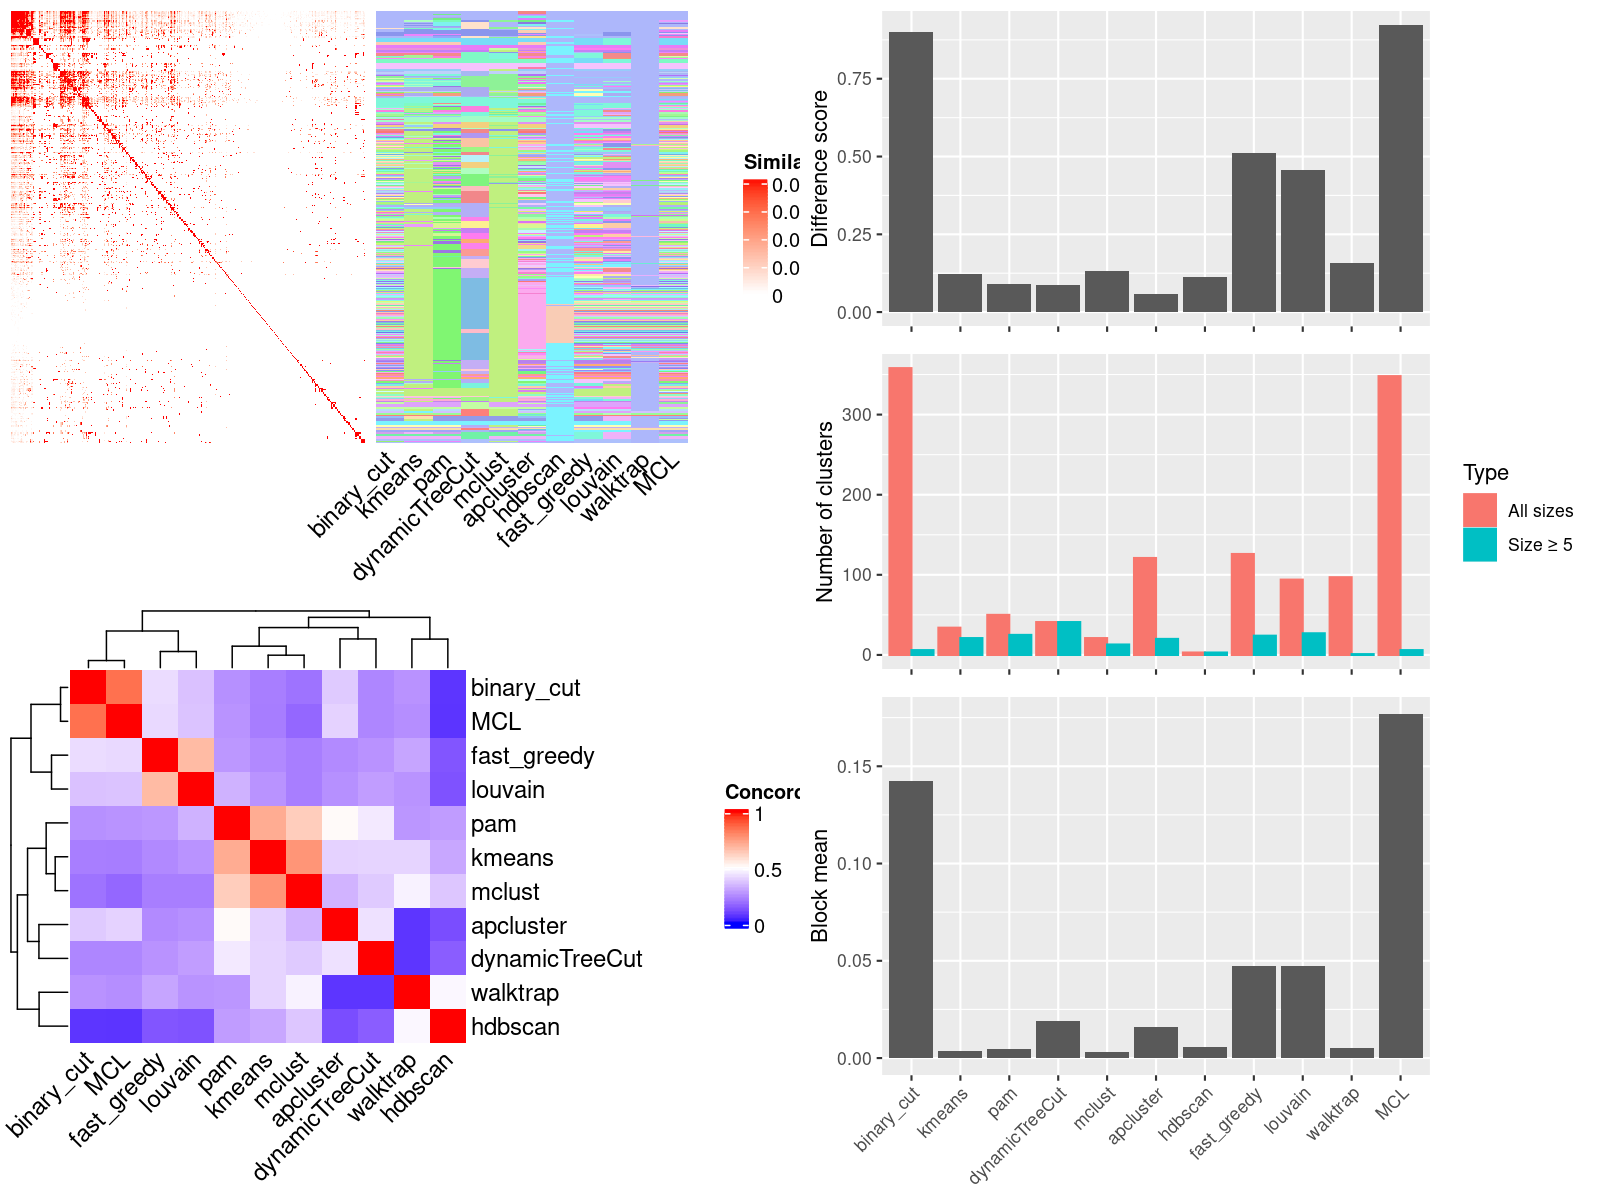 Simila
0.0
0.0
0.0
0.0
0
binary_cut
kmeans
pam
dynamicTreeCut
mclust
apcluster
hdbscan
fast_greedy
louvain
walktrap
MCL
binary_cut
MCL
fast_greedy
louvain
pam
kmeans
mclust
apcluster
dynamicTreeCut
walktrap
hdbscan
binary_cut
MCL
fast_greedy
louvain
pam
kmeans
mclust
apcluster
dynamicTreeCut
walktrap
hdbscan
Concord
1
0.5
0
Difference score
0.75
0.50
0.25
0.00
Number of clusters
300
200
100
0
Type
All sizes
Size ≥ 5
Block mean
0.15
0.10
0.05
0.00
binary_cut
kmeans
pam
dynamicTreeCut
mclust
apcluster
hdbscan
fast_greedy
louvain
walktrap
MCL